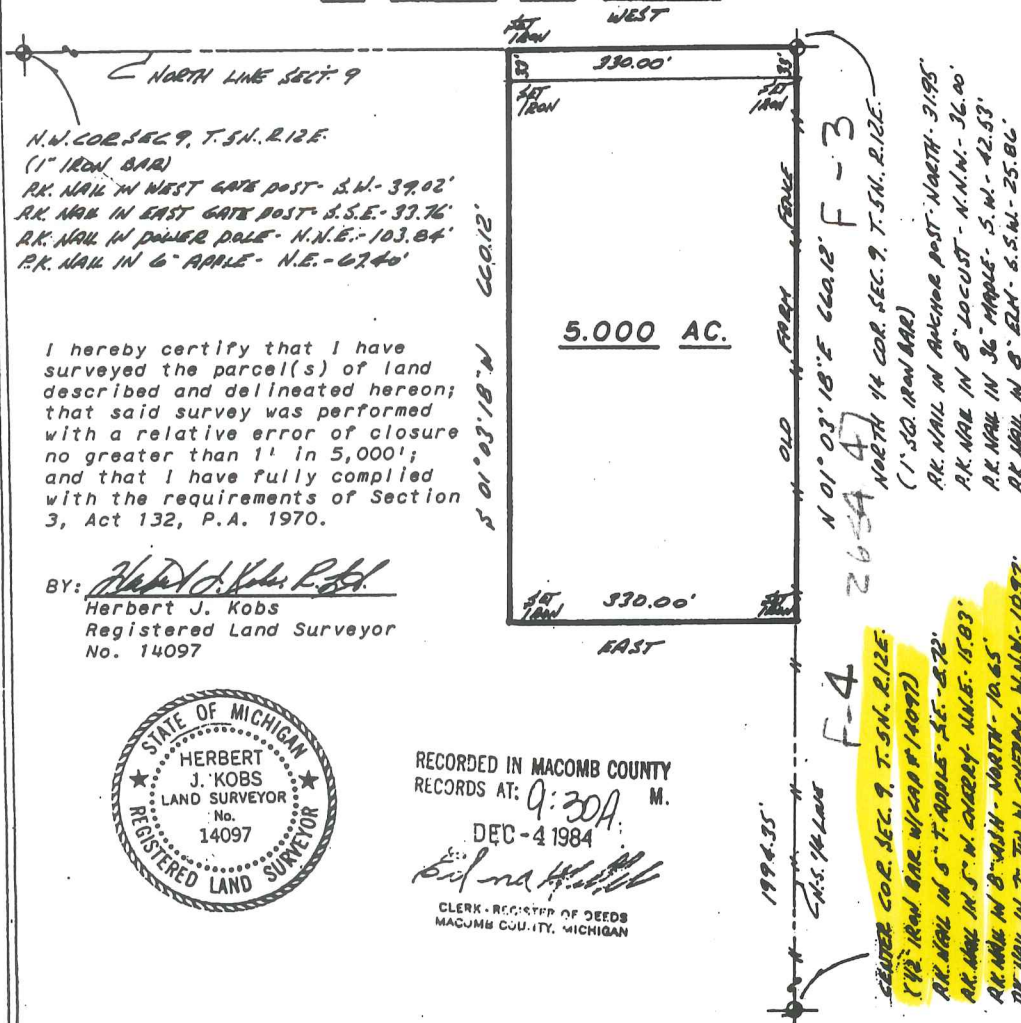 WEST
SET
IRON
330.00'
33'
33'
SET
IRON
SET
IRON
NORTH LINE SECT. 9
N.W. COR. SEC. 9, T. 5N., R. 12E.
(1" IRON BAR)
P.K. NAIL IN WEST GATE POST - S.W. - 39.02'
P.K. NAIL IN EAST GATE POST - S.S.E. - 33.76'
P.K. NAIL IN POWER POLE - N.N.E. - 103.84'
P.K. NAIL IN 6" APPLE - N.E. - 67.40'
S 01° 03' 18" W 660.12'
5.000 AC.
OLD FARM FENCE
N 01° 03' 18" E 660.12'
F-3
NORTH 1/4 COR. SEC. 9, T. 5N., R. 12E.
(1" SQ. IRON BAR)
P.K. NAIL IN ANCHOR POST - NORTH - 31.95'
P.K. NAIL IN 8" LOCUST - N.N.W. - 36.00'
P.K. NAIL IN 36" MAPLE - S.W. - 42.53'
P.K. NAIL IN 8" ELM - S.S.W. - 25.86'
I hereby certify that I have
surveyed the parcel(s) of land
described and delineated hereon;
that said survey was performed
with a relative error of closure
no greater than 1' in 5,000';
and that I have fully complied
with the requirements of Section
3, Act 132, P.A. 1970.
BY: Herbert J. Kobs R.L.S.
Herbert J. Kobs
Registered Land Surveyor
No. 14097
SET
IRON
330.00'
SET
IRON
EAST
STATE OF MICHIGAN
HERBERT
J. KOBS
LAND SURVEYOR
No.
14097
REGISTERED LAND SURVEYOR
RECORDED IN MACOMB COUNTY
RECORDS AT: 9:30A M.
DEC -4 1984
CLERK - REGISTER OF DEEDS
MACOMB COUNTY, MICHIGAN
1994.35'
N.S. 1/4 LINE
F-4
CENTER COR. SEC. 9, T. 5N., R. 12E.
(1/2" IRON BAR W/CAP #14097)
P.K. NAIL IN 5" T. APPLE - S.E. - 8.72'
P.K. NAIL IN 5" W. CHERRY N.N.E. - 15.83'
P.K. NAIL IN 8" ASH - NORTH - 10.65'